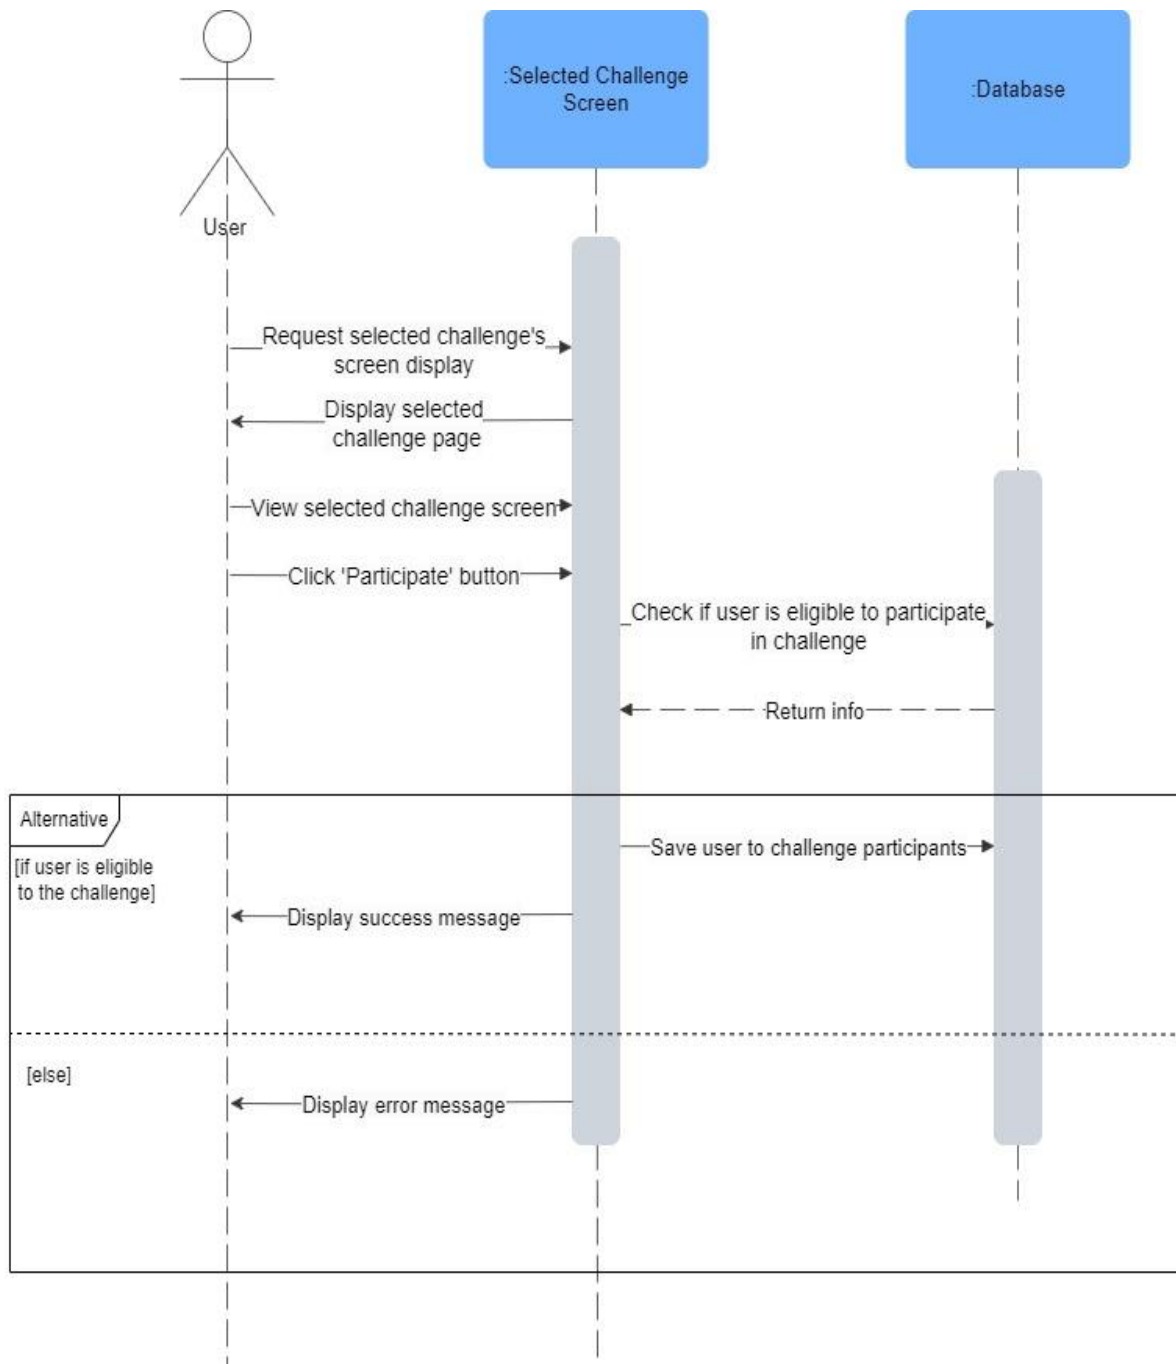 :Selected Challenge
Screen
:Database
User
Request selected challenge's
screen display
Display selected
challenge page
View selected challenge screen
Click 'Participate' button
Check if user is eligible to participate
in challenge
Return info
Alternative
[if user is eligible
to the challenge]
Save user to challenge participants
Display success message
[else]
Display error message